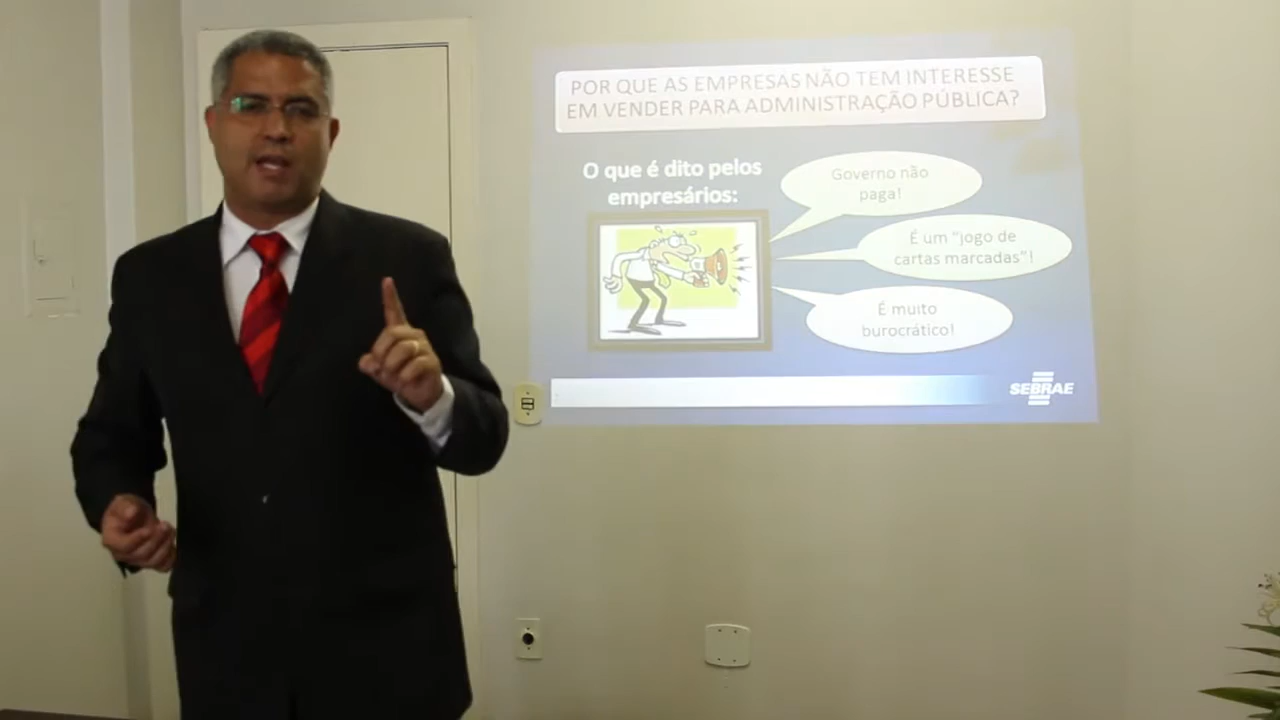 POR QUE AS EMPRESAS NÃO TEM INTERESSE
EM VENDER PARA ADMINISTRAÇÃO PÚBLICA?
O que é dito pelos
empresários:
Governo não
paga!
É um "jogo de
cartas marcadas"!
É muito
burocrático!
SEBRAE